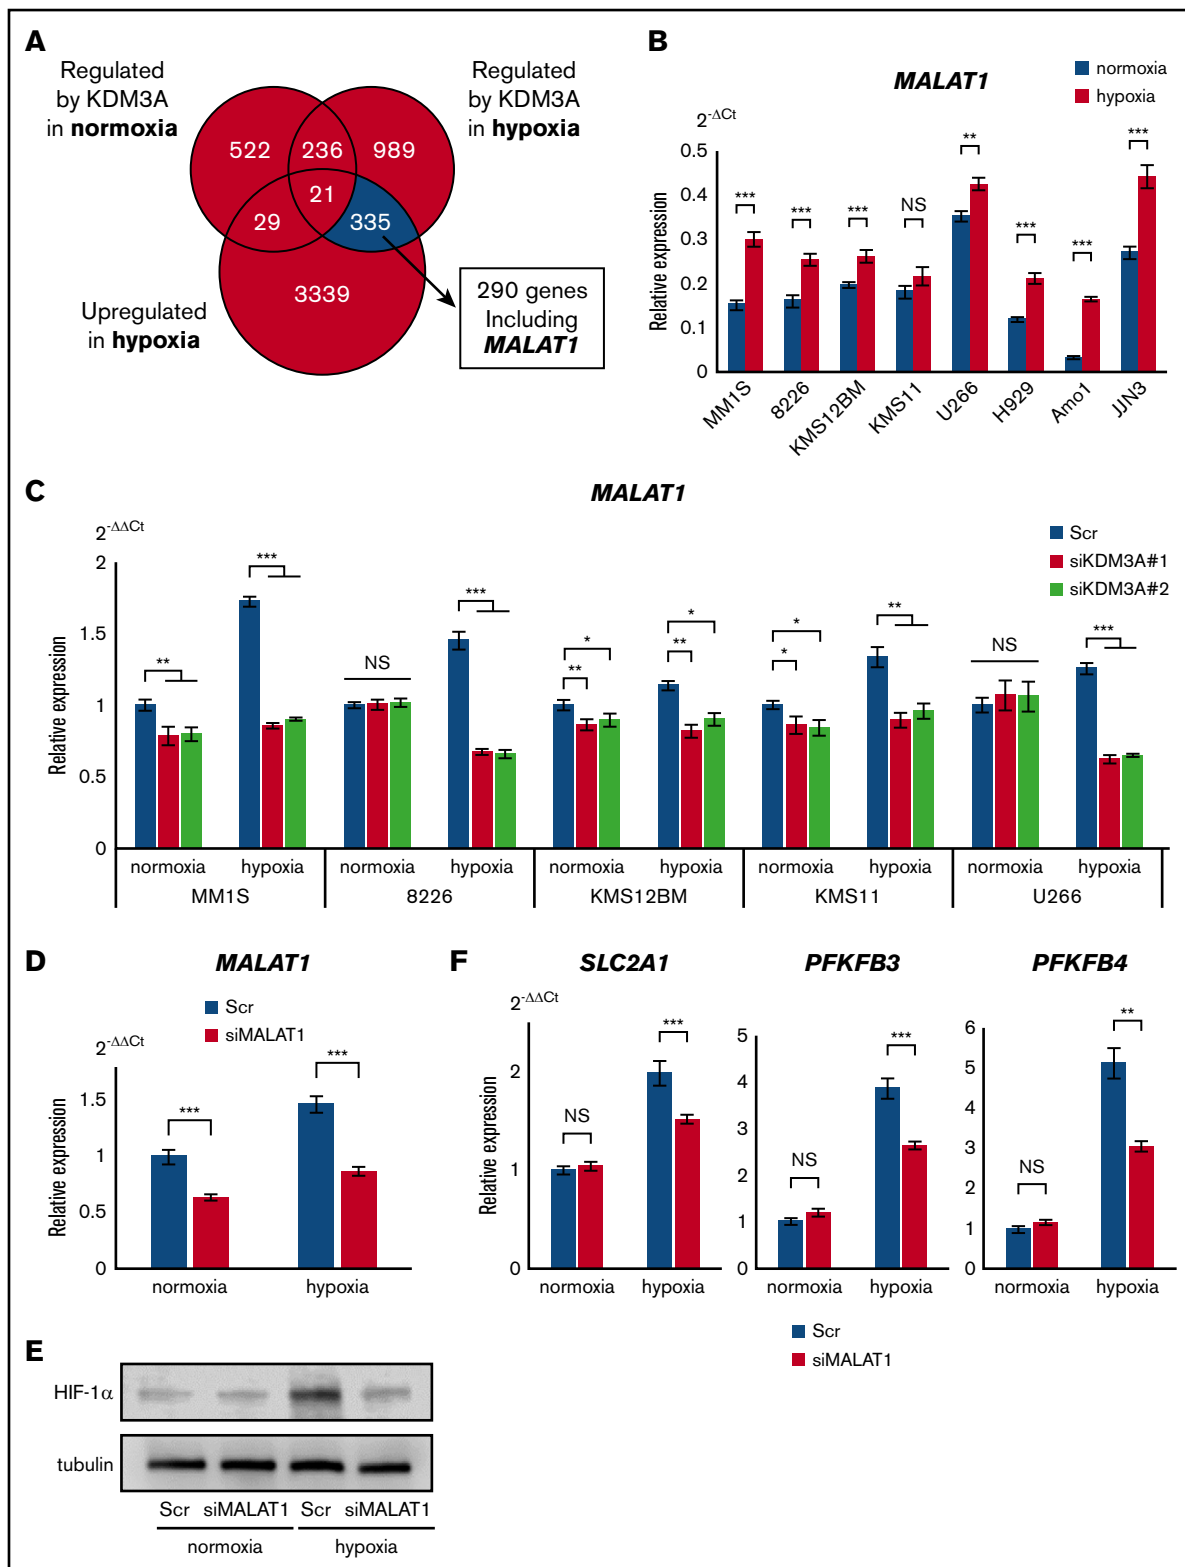 A
Regulated
by KDM3A
in normoxia
Regulated
by KDM3A
in hypoxia
522
236
989
21
29
335
3339
Upregulated
in hypoxia
290 genes
Including
MALAT1
B
MALAT1
normoxia
hypoxia
2^-ΔCt
Relative expression
0.5
0.4
0.3
0.2
0.1
0
***
***
***
NS
**
***
***
***
MM1S
8226
KMS12BM
KMS11
U266
H929
Amo1
JJN3
C
MALAT1
2^-ΔΔCt
Relative expression
Scr
siKDM3A#1
siKDM3A#2
2
1.5
1
0.5
0
**
***
NS
***
**
*
**
*
*
*
**
NS
***
normoxia hypoxia normoxia hypoxia normoxia hypoxia normoxia hypoxia normoxia hypoxia
MM1S 8226 KMS12BM KMS11 U266
D
MALAT1
Scr
siMALAT1
2^-ΔΔCt
Relative expression
1.5
1
0.5
0
***
***
normoxia hypoxia
E
HIF-1α
tubulin
Scr siMALAT1 Scr siMALAT1
normoxia hypoxia
F
SLC2A1
2^-ΔΔCt
Relative expression
2
1
0
NS
***
normoxia hypoxia
PFKFB3
5
4
3
2
1
0
NS
***
normoxia hypoxia
PFKFB4
6
5
4
3
2
1
0
NS
**
normoxia hypoxia
Scr
siMALAT1